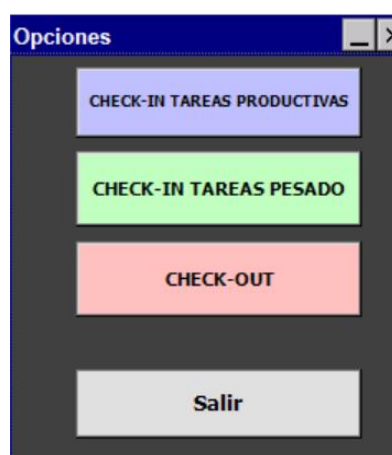 Opciones
CHECK-IN TAREAS PRODUCTIVAS
CHECK-IN TAREAS PESADO
CHECK-OUT
Salir